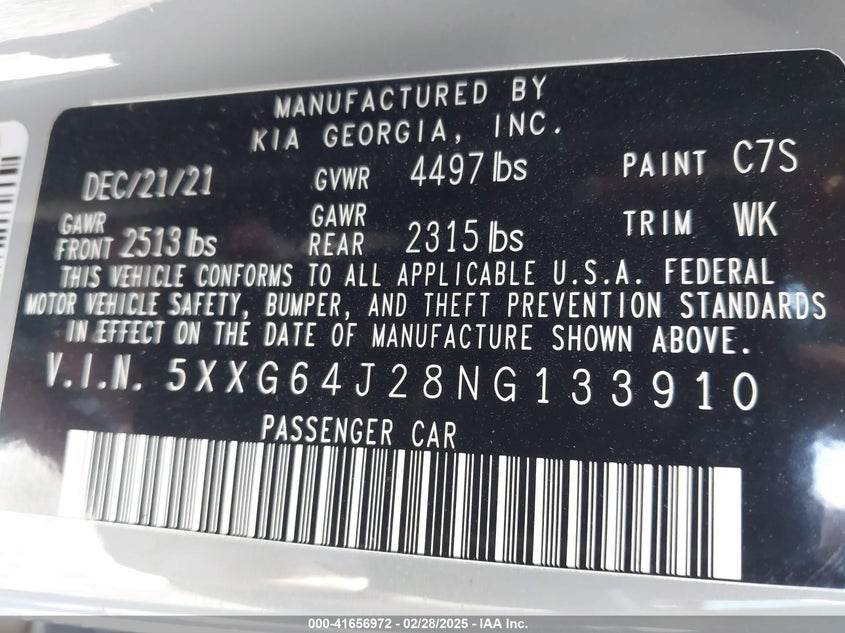 MANUFACTURED BY
KIA GEORGIA, INC.
DEC/21/21 GVWR 4497 lbs PAINT C7S
GAWR FRONT 2513 lbs GAWR REAR 2315 lbs TRIM WK
THIS VEHICLE CONFORMS TO ALL APPLICABLE U.S.A. FEDERAL
MOTOR VEHICLE SAFETY, BUMPER, AND THEFT PREVENTION STANDARDS
IN EFFECT ON THE DATE OF MANUFACTURE SHOWN ABOVE.
V.I.N. 5XXG64J28NG133910
PASSENGER CAR
000-41656972 / 02/28/2025 - IAA Inc.